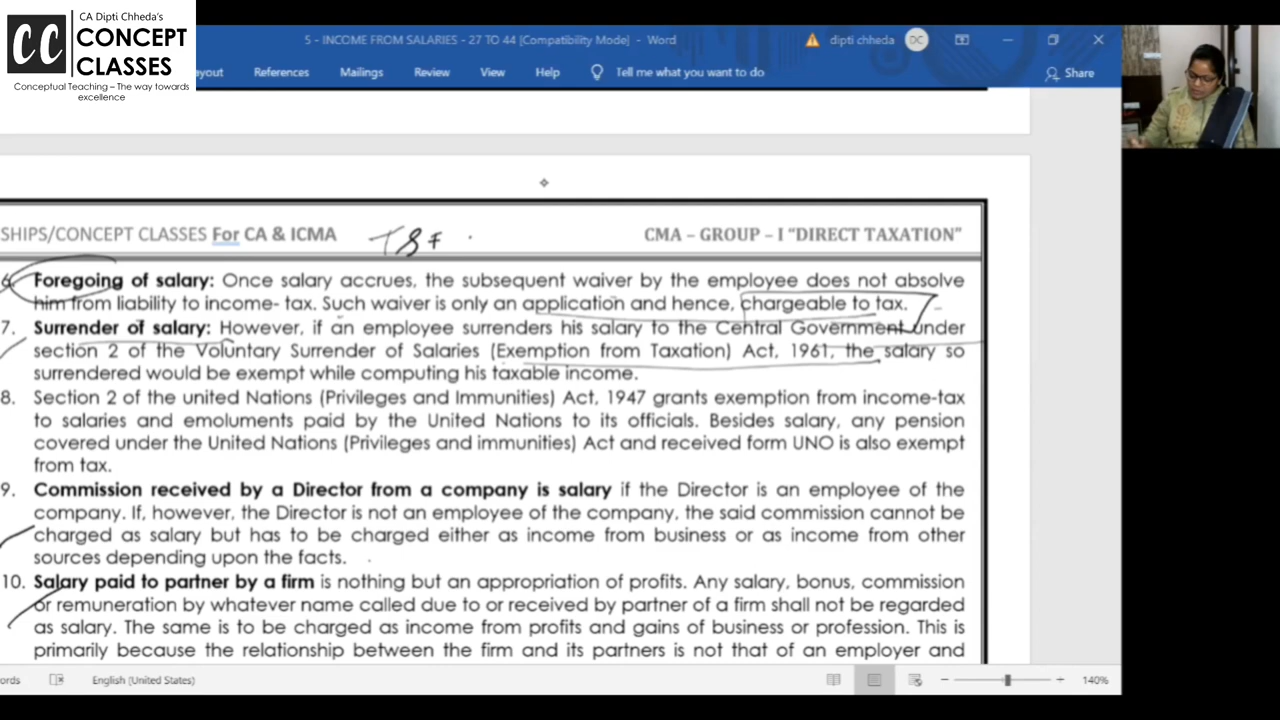 CC
CA Dipti Chheda's
CONCEPT
CLASSES
Conceptual Teaching – The way towards
excellence
5 - INCOME FROM SALARIES - 27 TO 44 [Compatibility Mode] - Word
dipti chheda
DC
ayout References Mailings Review View Help Tell me what you want to do
Share
SHIPS/CONCEPT CLASSES For CA & ICMA
CMA – GROUP – I "DIRECT TAXATION"
6. Foregoing of salary: Once salary accrues, the subsequent waiver by the employee does not absolve
him from liability to income- tax. Such waiver is only an application and hence, chargeable to tax.
7. Surrender of salary: However, if an employee surrenders his salary to the Central Government under
section 2 of the Voluntary Surrender of Salaries (Exemption from Taxation) Act, 1961, the salary so
surrendered would be exempt while computing his taxable income.
8. Section 2 of the united Nations (Privileges and Immunities) Act, 1947 grants exemption from income-tax
to salaries and emoluments paid by the United Nations to its officials. Besides salary, any pension
covered under the United Nations (Privileges and immunities) Act and received form UNO is also exempt
from tax.
9. Commission received by a Director from a company is salary if the Director is an employee of the
company. If, however, the Director is not an employee of the company, the said commission cannot be
charged as salary but has to be charged either as income from business or as income from other
sources depending upon the facts.
10. Salary paid to partner by a firm is nothing but an appropriation of profits. Any salary, bonus, commission
or remuneration by whatever name called due to or received by partner of a firm shall not be regarded
as salary. The same is to be charged as income from profits and gains of business or profession. This is
primarily because the relationship between the firm and its partners is not that of an employer and
ords English (United States) 140%